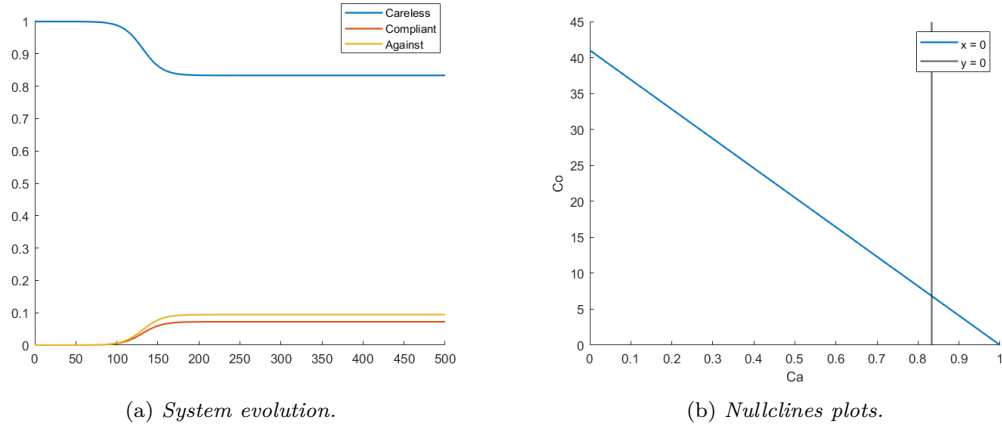 Careless
Compliant
Against
1
0.9
0.8
0.7
0.6
0.5
0.4
0.3
0.2
0.1
0
0 50 100 150 200 250 300 350 400 450 500
(a) System evolution.
x = 0
y = 0
45
40
35
30
25
20
15
10
5
0
Co
0 0.1 0.2 0.3 0.4 0.5 0.6 0.7 0.8 0.9 1
Ca
(b) Nullclines plots.